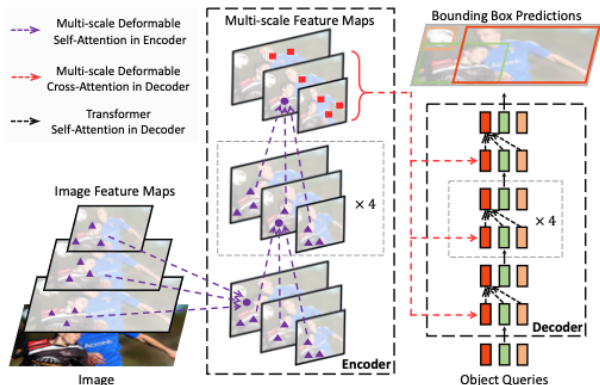 Multi-scale Deformable
Self-Attention in Encoder
Multi-scale Deformable
Cross-Attention in Decoder
Transformer
Self-Attention in Decoder
Multi-scale Feature Maps
Bounding Box Predictions
× 4
× 4
Image Feature Maps
Encoder
Decoder
Image
Object Queries